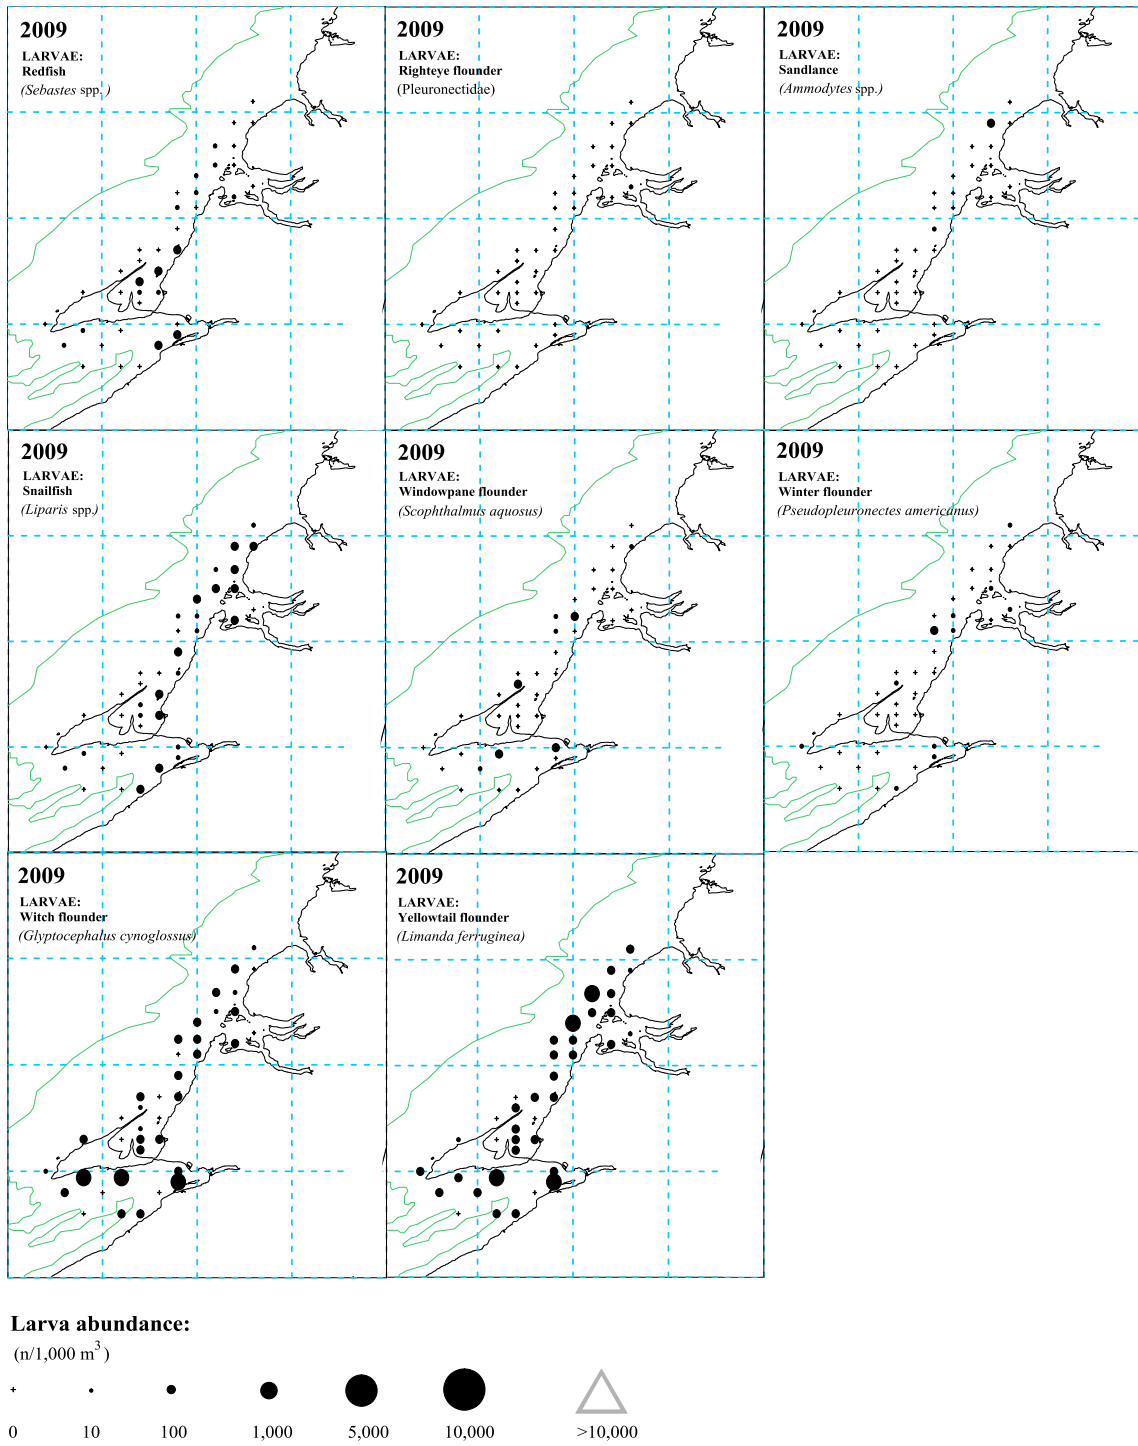 2009
LARVAE:
Redfish
(Sebastes spp. )
2009
LARVAE:
Righteye flounder
(Pleuronectidae)
2009
LARVAE:
Sandlance
(Ammodytes spp.)
2009
LARVAE:
Snailfish
(Liparis spp.)
2009
LARVAE:
Windowpane flounder
(Scophthalmus aquosus)
2009
LARVAE:
Winter flounder
(Pseudopleuronectes americanus)
2009
LARVAE:
Witch flounder
(Glyptocephalus cynoglossus)
2009
LARVAE:
Yellowtail flounder
(Limanda ferruginea)
Larva abundance:
(n/1,000 m³ )
0 10 100 1,000 5,000 10,000 >10,000